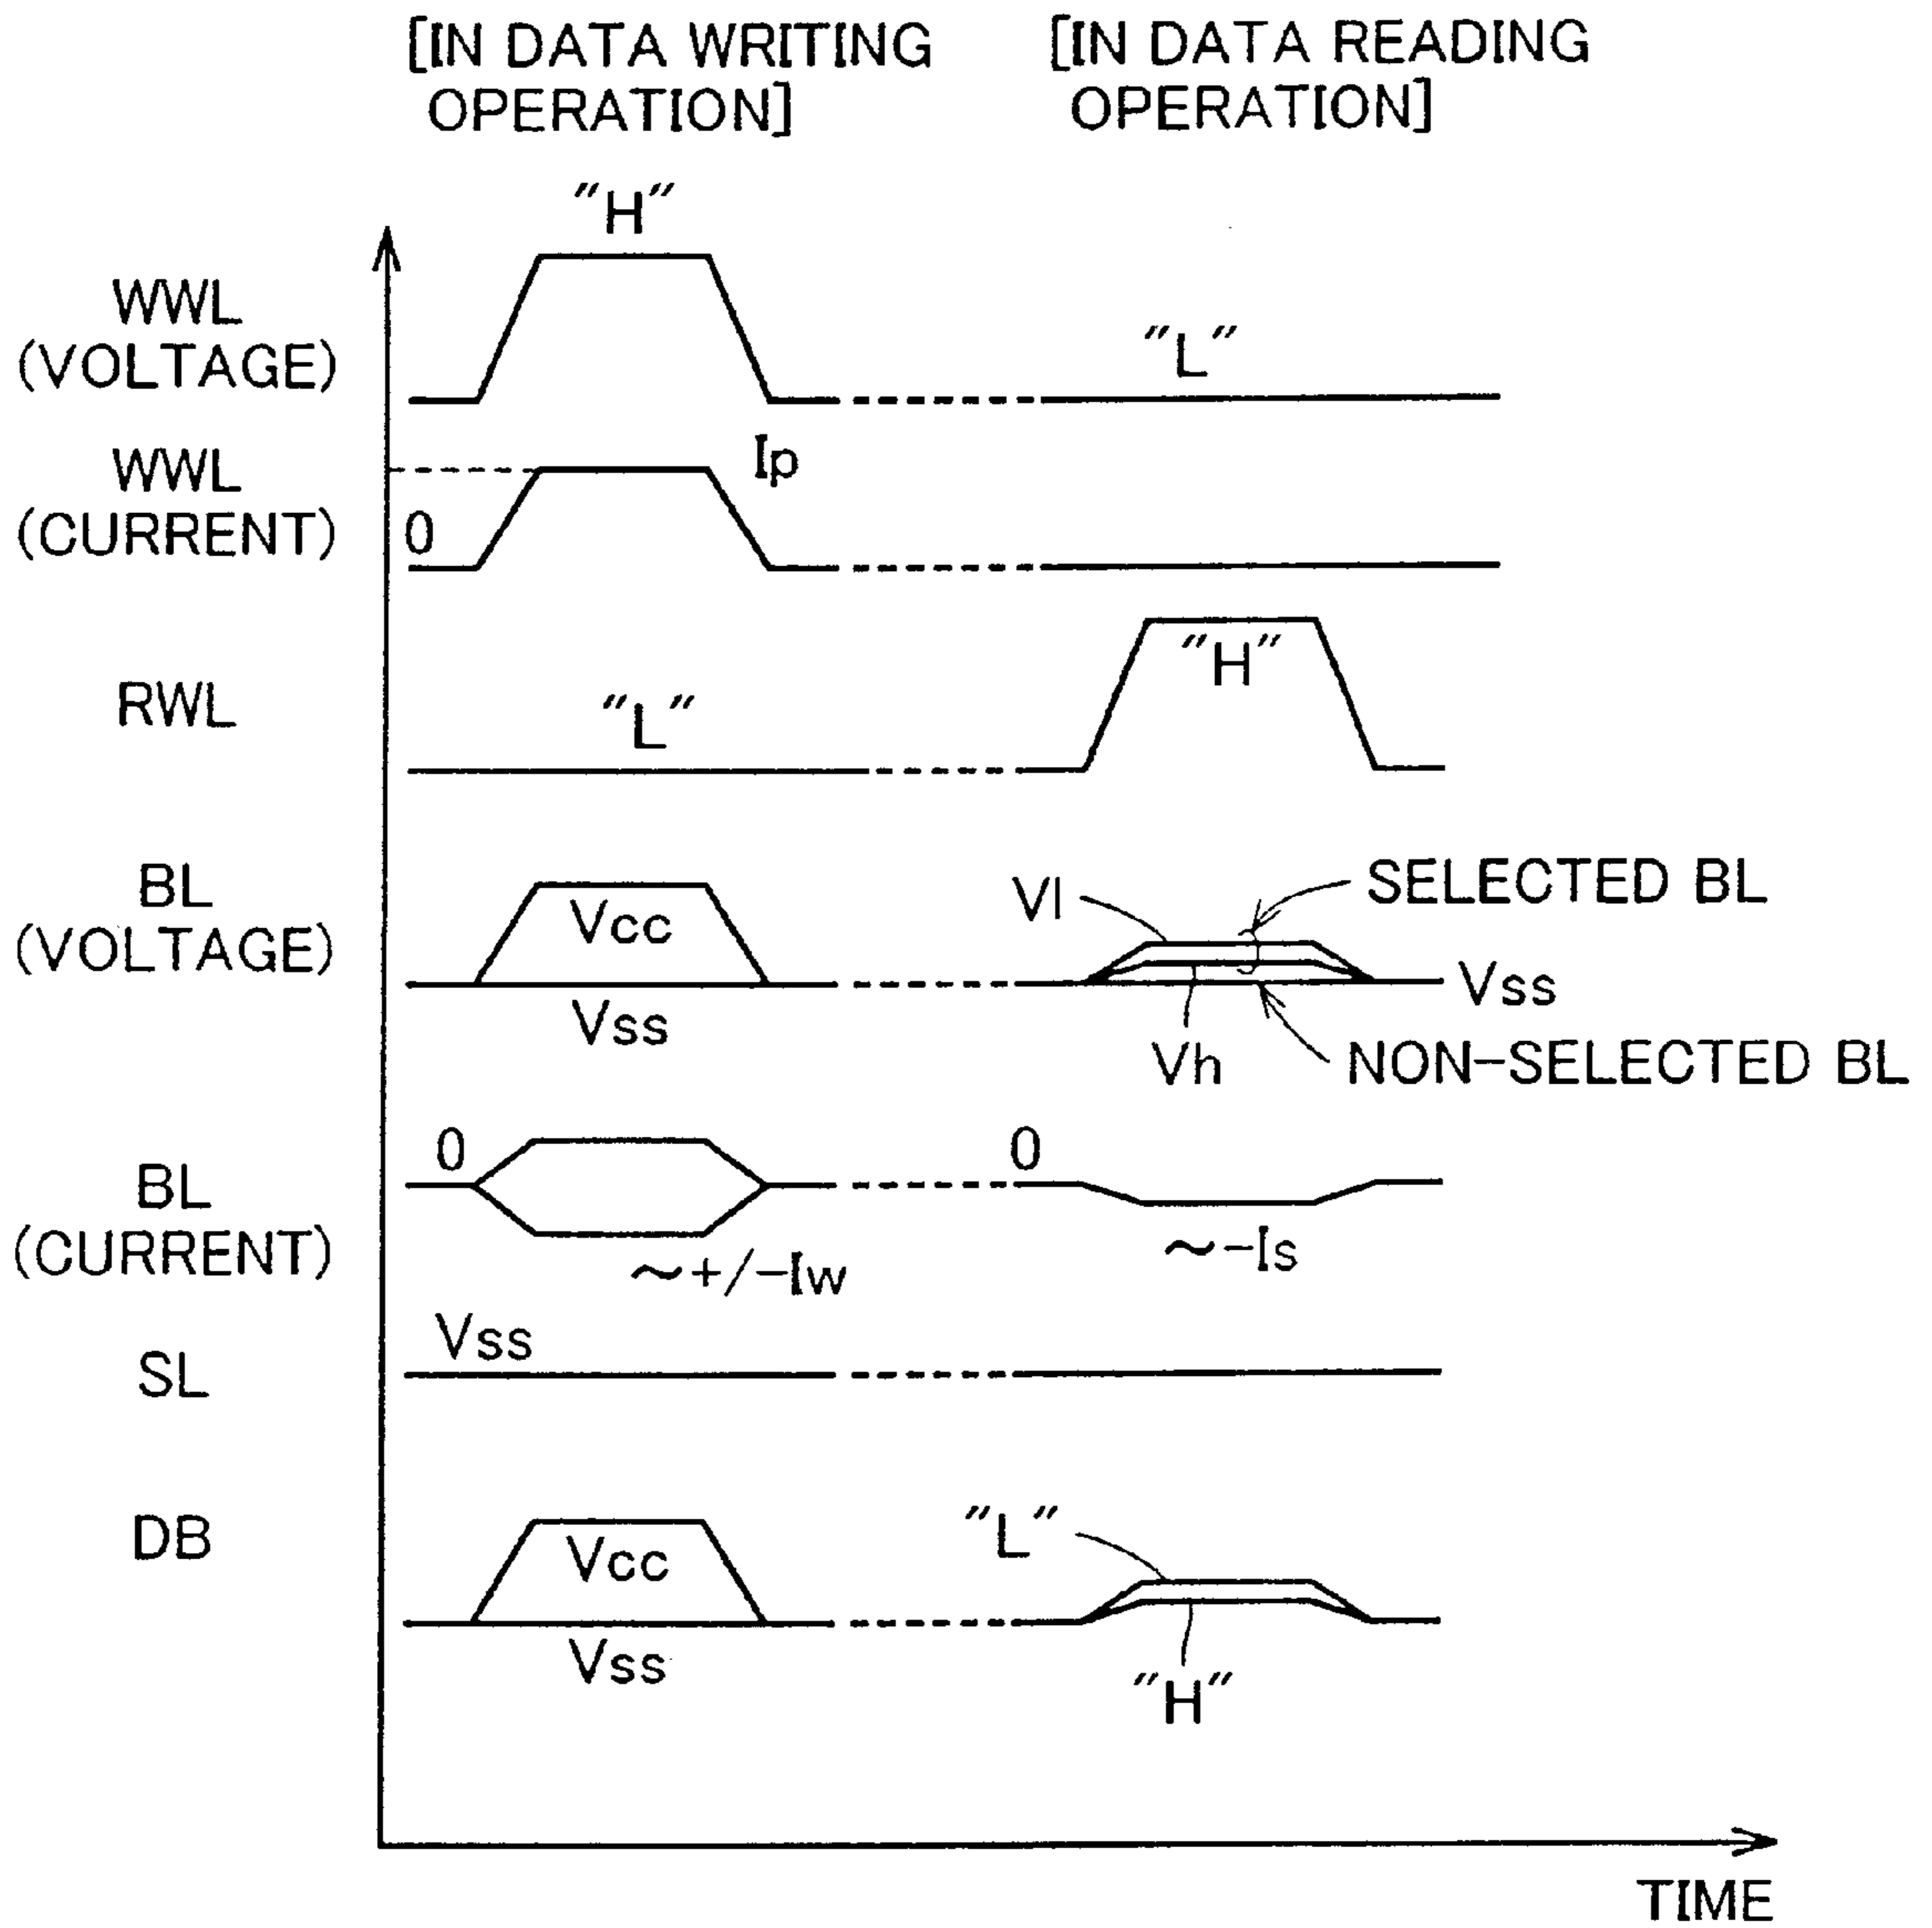 [IN DATA WRITING
OPERATION]
[IN DATA READING
OPERATION]
"H"
WWL
(VOLTAGE)
"L"
WWL
(CURRENT)
0
Ip
RWL
"L"
"H"
BL
(VOLTAGE)
Vcc
Vss
Vl
SELECTED BL
Vss
Vh
NON-SELECTED BL
BL
(CURRENT)
0
~+/-Iw
0
~-Is
SL
Vss
DB
Vcc
Vss
"L"
"H"
TIME